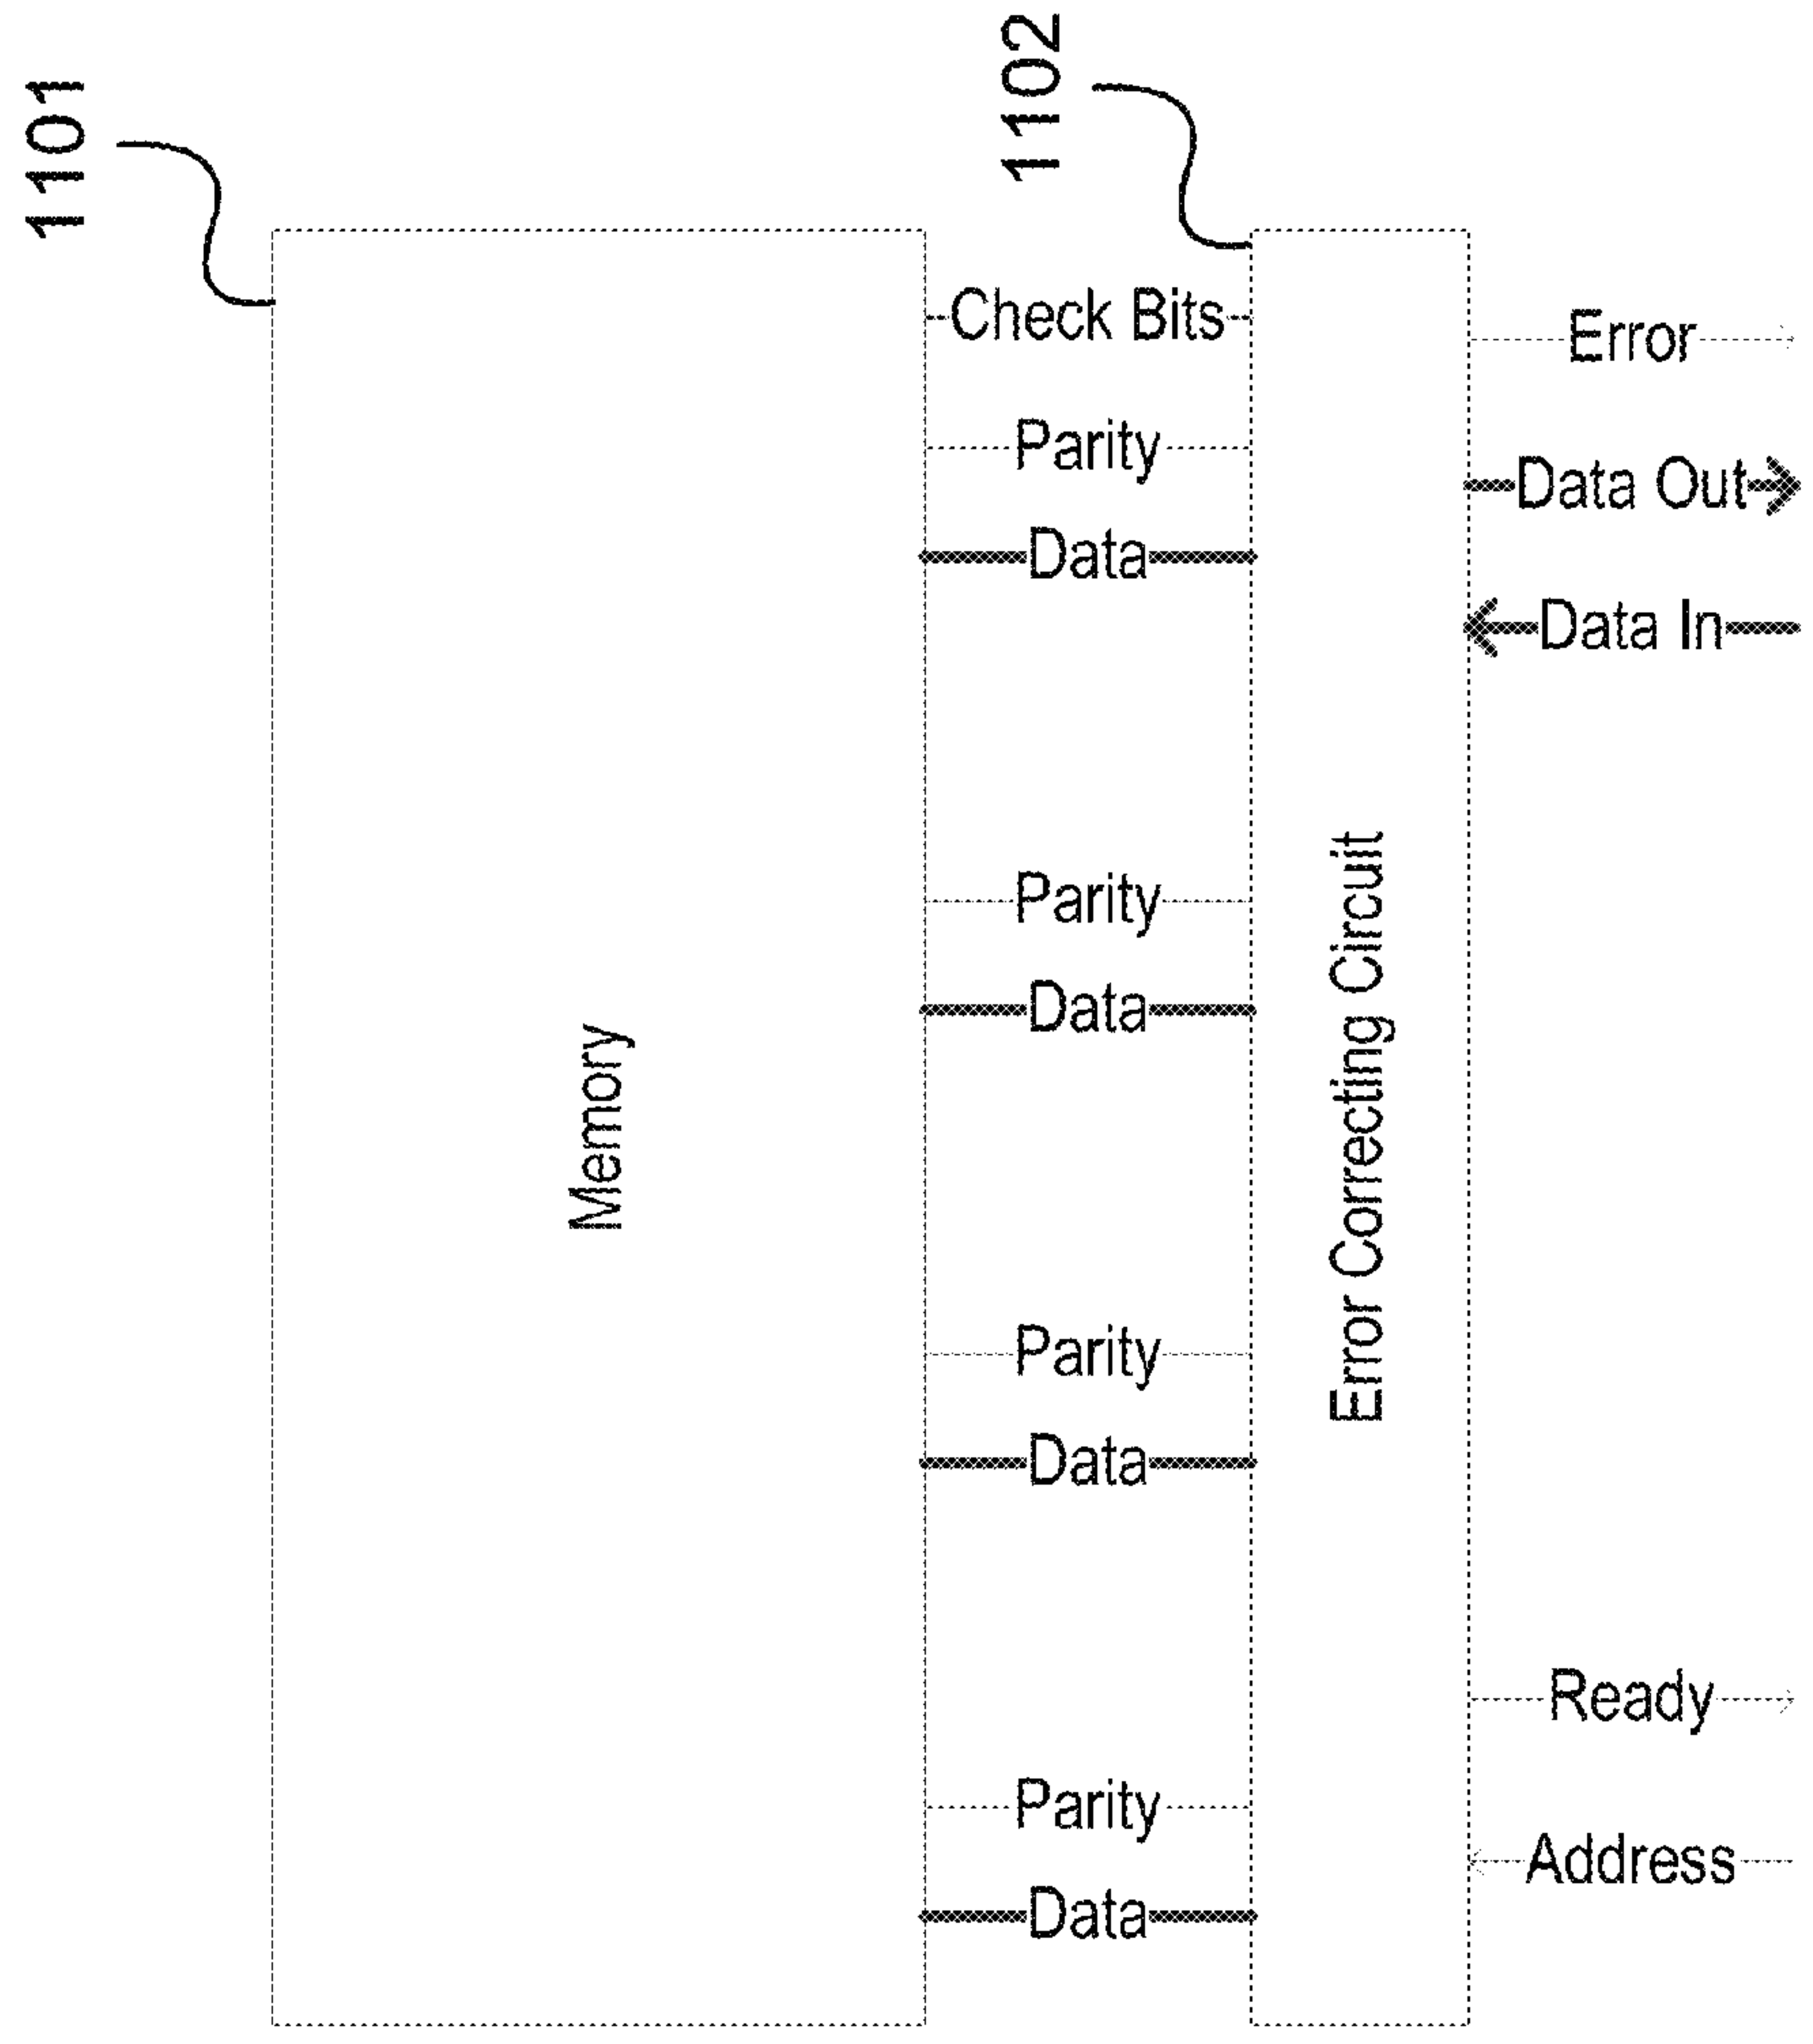 1101
1102
Check Bits
Error
Parity
Data Out
Data
Data In
Parity
Data
Memory
Error Correcting Circuit
Parity
Data
Ready
Parity
Address
Data